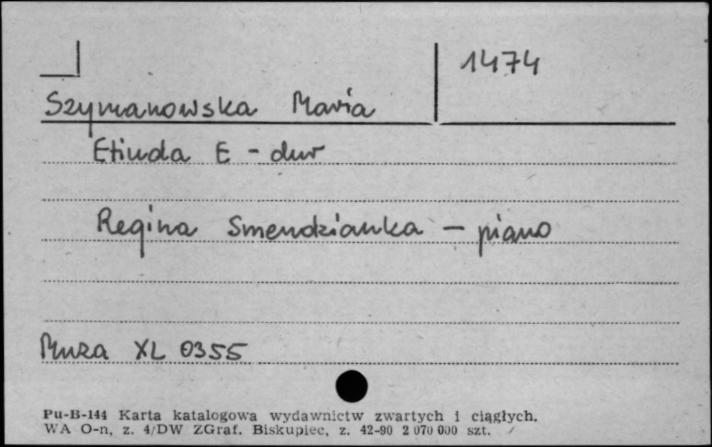 1474
Szymanowska Maria
Etiuda E - dur
Regina Smendzianka - piano
Muza XL 0355
Pu-B-144 Karta katalogowa wydawnictw zwartych i ciągłych.
WA O-n, z. 4/DW ZGraf. Biskupiec, z. 42-90 2 070 000 szt.